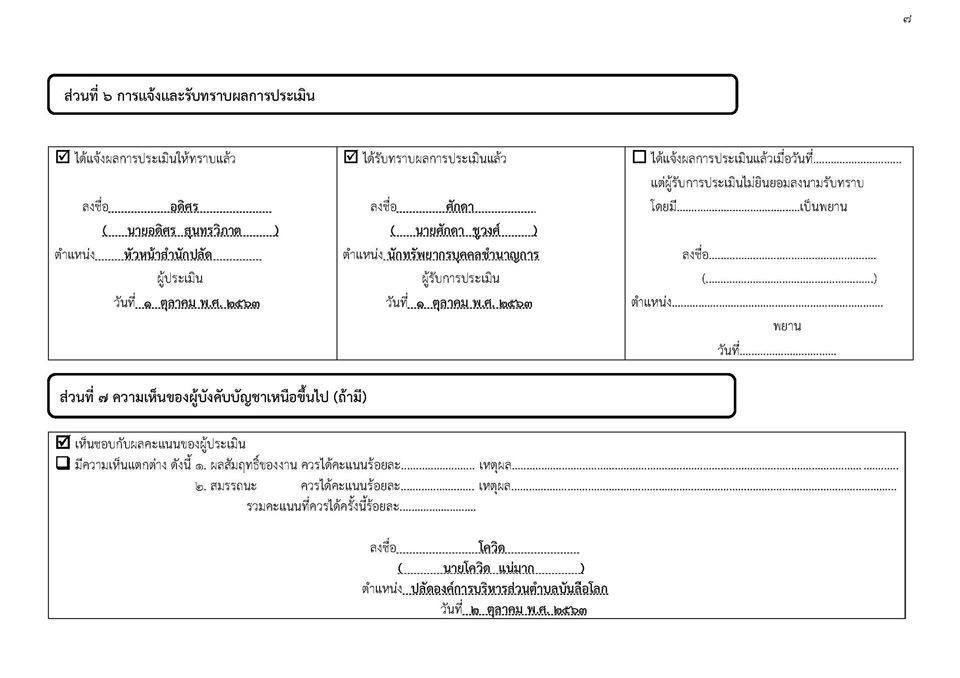 ๗
ส่วนที่ ๖ การแจ้งและรับทราบผลการประเมิน
☑ ได้แจ้งผลการประเมินให้ทราบแล้ว
ลงชื่อ...............อดิศร..................
(......นายอดิศร สุนทรวิภาต.........)
ตำแหน่ง.......หัวหน้าสำนักปลัด.............
ผู้ประเมิน
วันที่..๑...ตุลาคม พ.ศ. ๒๕๖๓
☑ ได้รับทราบผลการประเมินแล้ว
ลงชื่อ............ศักดา...............
(......นายศักดา ชูวงศ์.........)
ตำแหน่ง นักทรัพยากรบุคคลชำนาญการ
ผู้รับการประเมิน
วันที่..๑...ตุลาคม พ.ศ. ๒๕๖๓
☐ ได้แจ้งผลการประเมินแล้วเมื่อวันที่..............................
แต่ผู้รับการประเมินไม่ยินยอมลงนามรับทราบ
โดยมี.........................................เป็นพยาน
ลงชื่อ........................................................
(........................................................)
ตำแหน่ง.......................................................................
พยาน
วันที่................................
ส่วนที่ ๗ ความเห็นของผู้บังคับบัญชาเหนือขึ้นไป (ถ้ามี)
☑ เห็นชอบกับผลคะแนนของผู้ประเมิน
❑ มีความเห็นแตกต่าง ดังนี้ ๑. ผลสัมฤทธิ์ของงาน ควรได้คะแนนร้อยละ......................... เหตุผล.................................................................................................................................
๒. สมรรถนะ ควรได้คะแนนร้อยละ......................... เหตุผล.................................................................................................................................
รวมคะแนนที่ควรได้ครั้งนี้ร้อยละ..........................
ลงชื่อ....................โควิด..................
(..........นายโควิด แน่มาก...........)
ตำแหน่ง..ปลัดองค์การบริหารส่วนตำบลบันลือโลก
วันที่..๒...ตุลาคม พ.ศ. ๒๕๖๓